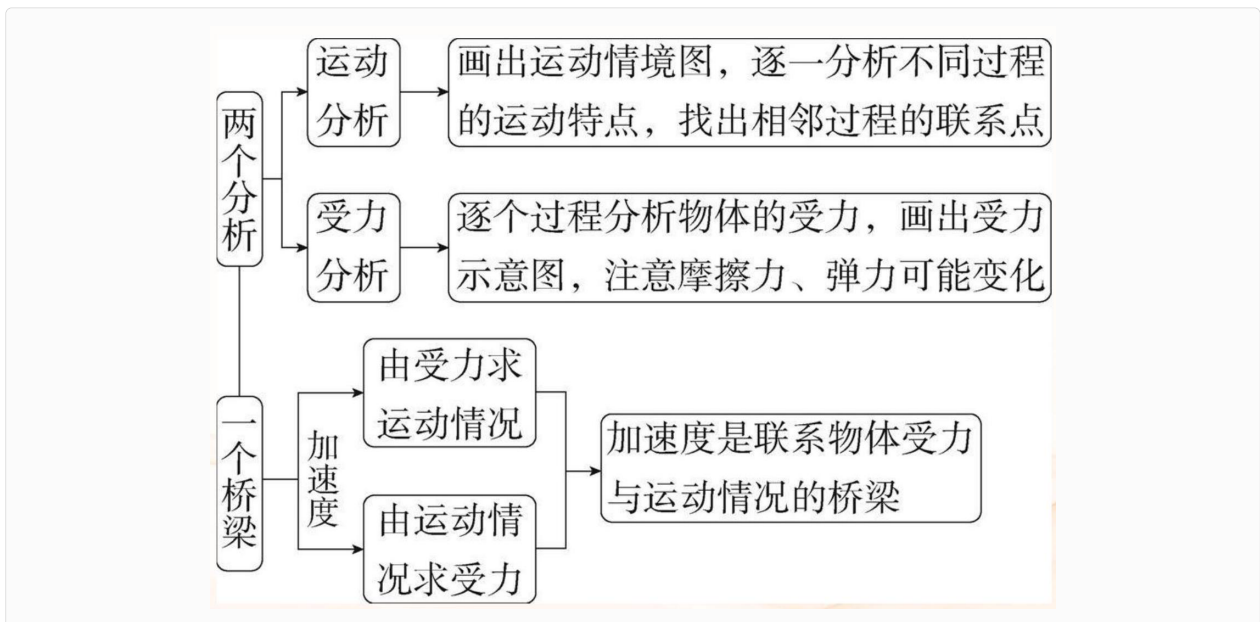 两个分析
运动
分析
画出运动情境图，逐一分析不同过程
的运动特点，找出相邻过程的联系点
受力
分析
逐个过程分析物体的受力，画出受力
示意图，注意摩擦力、弹力可能变化
一个桥梁
加速度
由受力求
运动情况
由运动情
况求受力
加速度是联系物体受力
与运动情况的桥梁